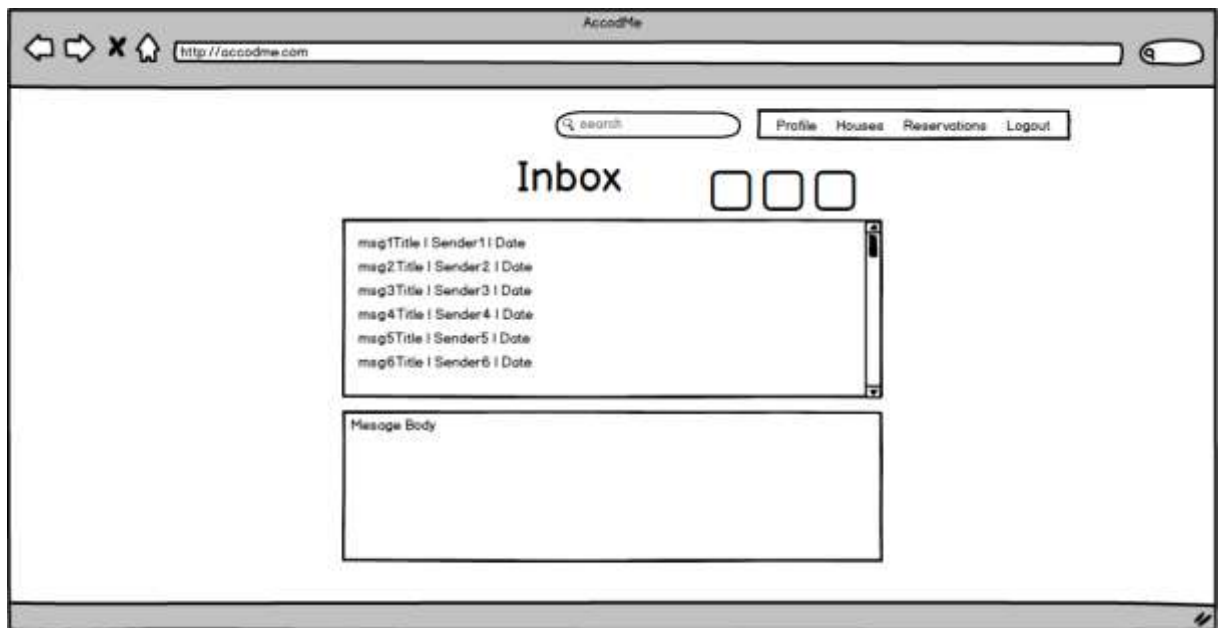 AccodMe
http://accodme.com
search
Profile Houses Reservations Logout
Inbox
msg1Title | Sender1 | Date
msg2Title | Sender2 | Date
msg3Title | Sender3 | Date
msg4Title | Sender4 | Date
msg5Title | Sender5 | Date
msg6Title | Sender6 | Date
Mesage Body